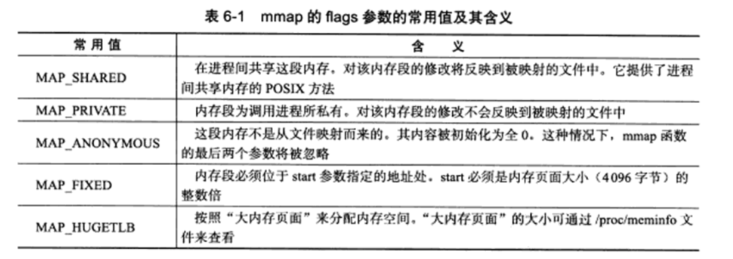 表 6-1 mmap 的 flags 参数的常用值及其含义
常用值 含 义
MAP_SHARED 在进程间共享这段内存。对该内存段的修改将反映到被映射的文件中。它提供了进程
间共享内存的 POSIX 方法
MAP_PRIVATE 内存段为调用进程所私有。对该内存段的修改不会反映到被映射的文件中
MAP_ANONYMOUS 这段内存不是从文件映射而来的。其内容被初始化为全 0。这种情况下，mmap 函数
的最后两个参数将被忽略
MAP_FIXED 内存段必须位于 start 参数指定的地址处。start 必须是内存页面大小（4096 字节）的
整数倍
MAP_HUGETLB 按照“大内存页面”来分配内存空间。“大内存页面”的大小可通过 /proc/meminfo 文
件来查看